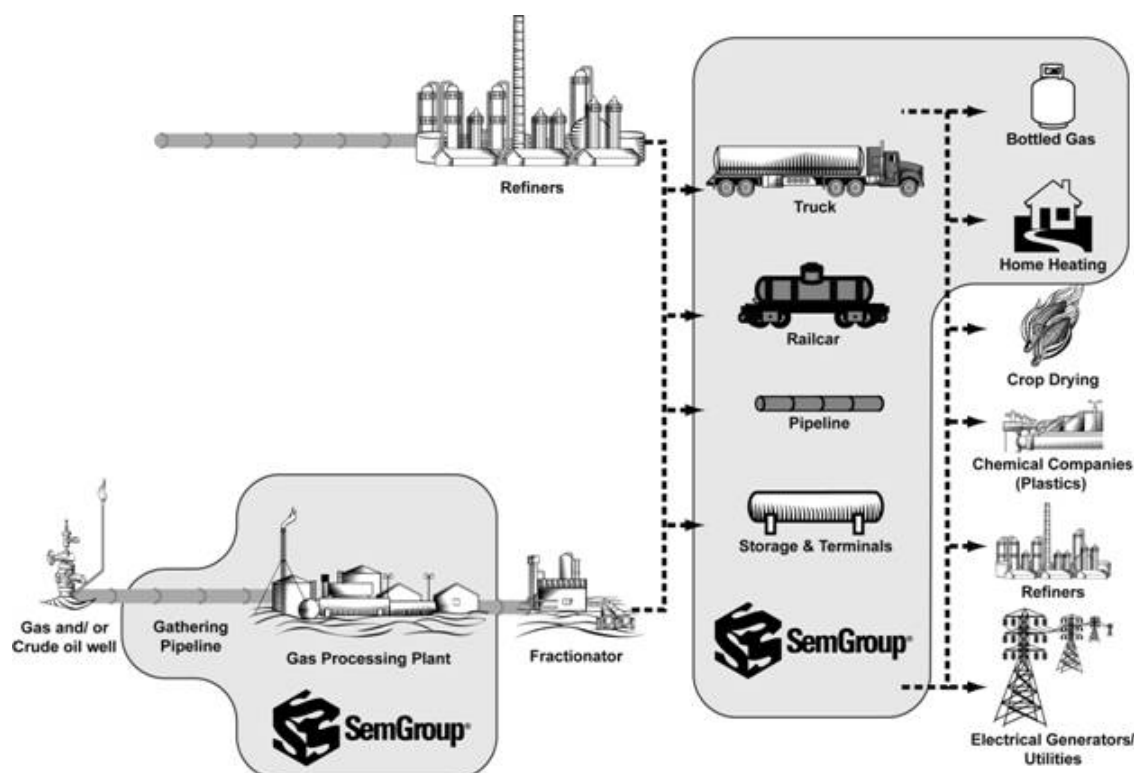 Refiners
Truck
Railcar
Pipeline
Storage & Terminals
SemGroup®
Bottled Gas
Home Heating
Crop Drying
Chemical Companies
(Plastics)
Refiners
Electrical Generators/
Utilities
Gas and/ or
Crude oil well
Gathering
Pipeline
Gas Processing Plant
Fractionator
SemGroup®